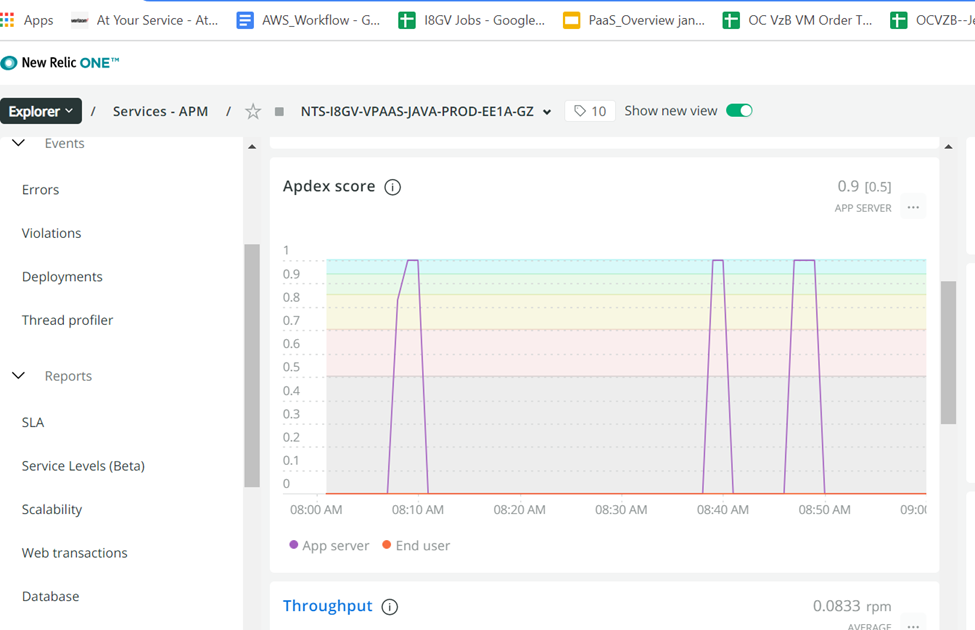 Apps verizon At Your Service - At... AWS_Workflow - G... I8GV Jobs - Google... PaaS_Overview jan... OC VzB VM Order T... OCVZB--Je
New Relic ONE™
Explorer / Services - APM / NTS-I8GV-VPAAS-JAVA-PROD-EE1A-GZ 10 Show new view
Events
Errors
Violations
Deployments
Thread profiler
Reports
SLA
Service Levels (Beta)
Scalability
Web transactions
Database
Apdex score
0.9 [0.5]
APP SERVER
1
0.9
0.8
0.7
0.6
0.5
0.4
0.3
0.2
0.1
0
08:00 AM 08:10 AM 08:20 AM 08:30 AM 08:40 AM 08:50 AM 09:00
App server End user
Throughput
0.0833 rpm
AVERAGE